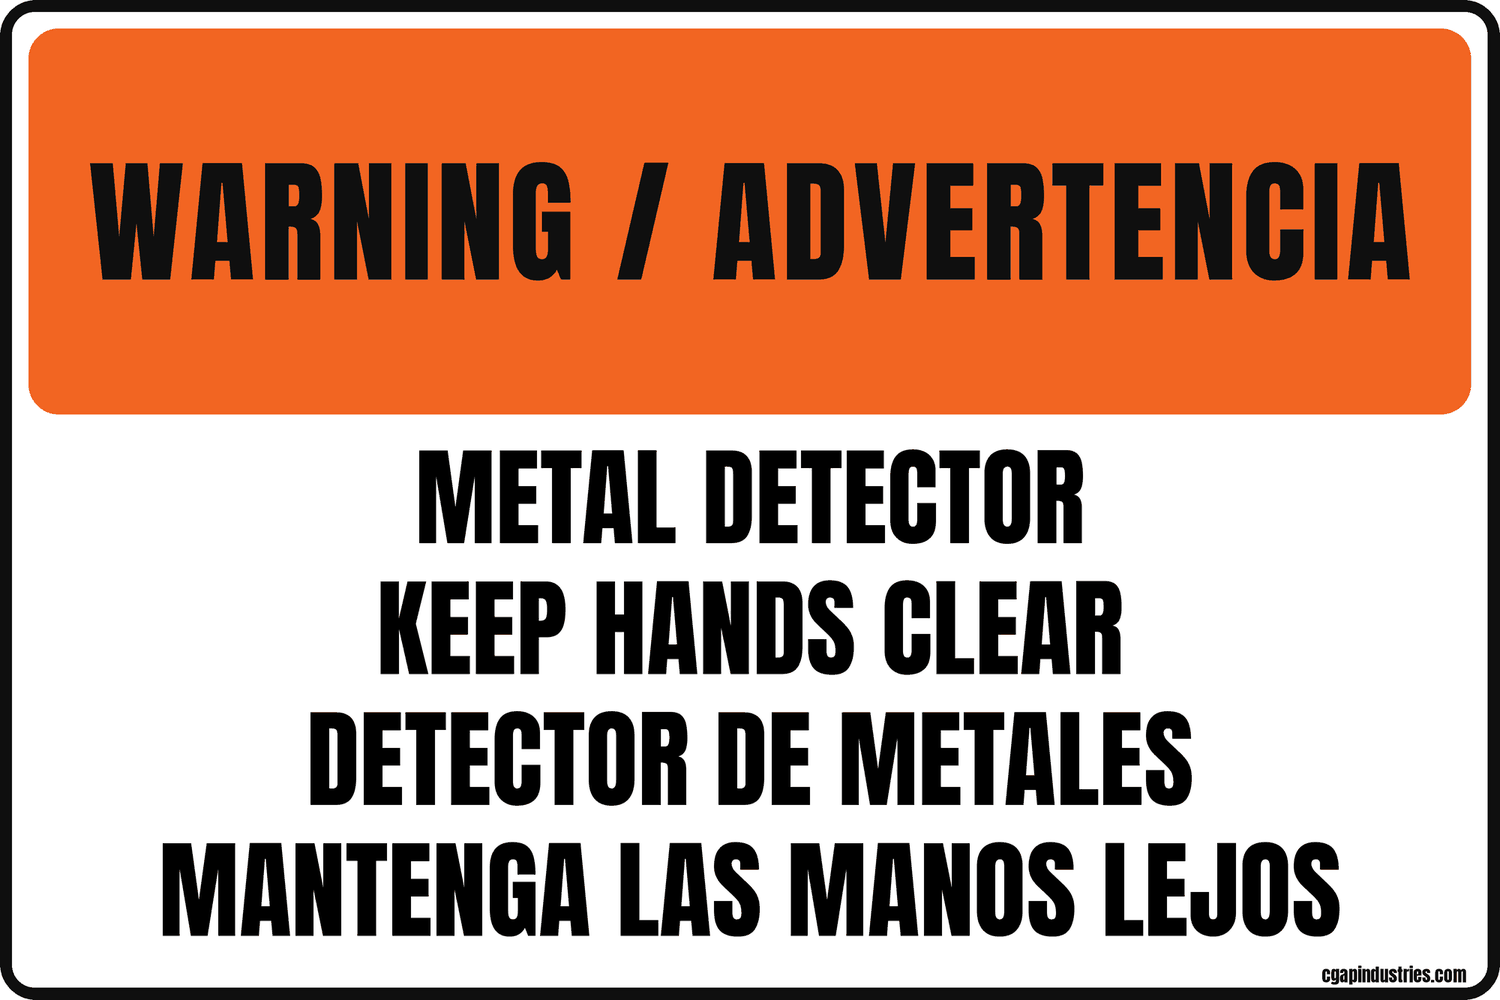 WARNING / ADVERTENCIA
METAL DETECTOR
KEEP HANDS CLEAR
DETECTOR DE METALES
MANTENGA LAS MANOS LEJOS
cgapindustries.com